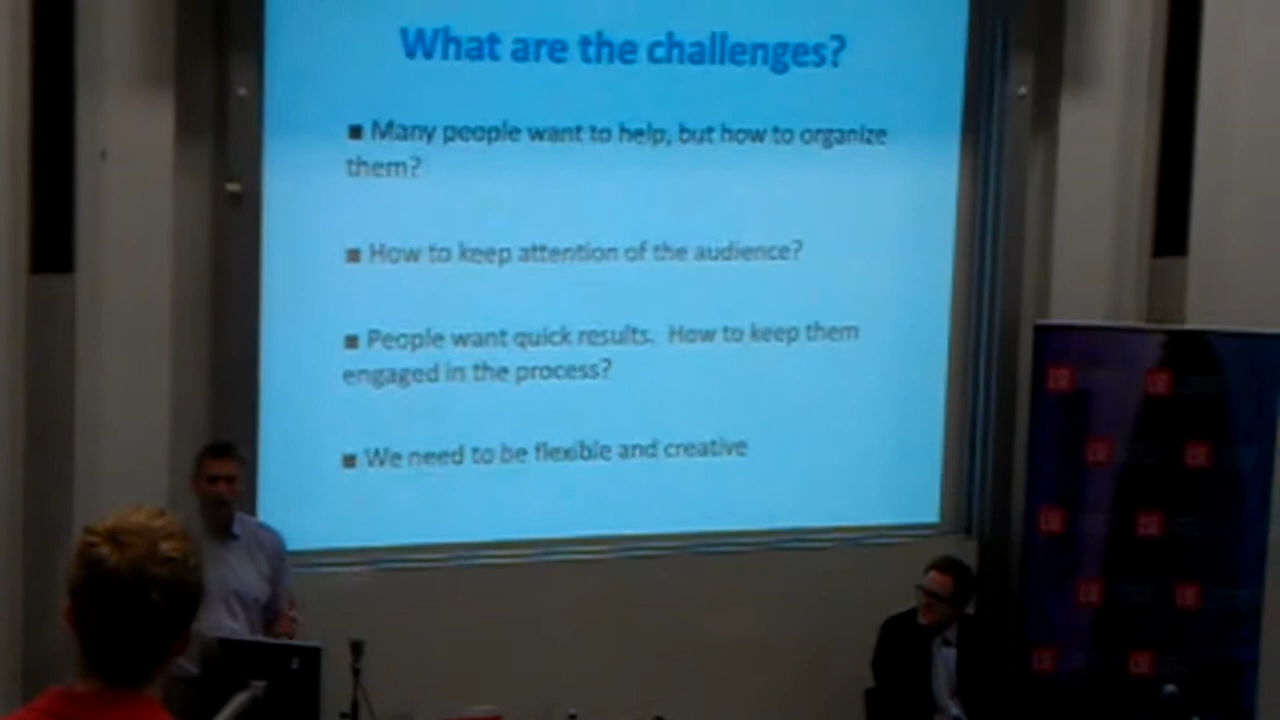 What are the challenges?
■ Many people want to help, but how to organize
them?
■ How to keep attention of the audience?
■ People want quick results. How to keep them
engaged in the process?
■ We need to be flexible and creative